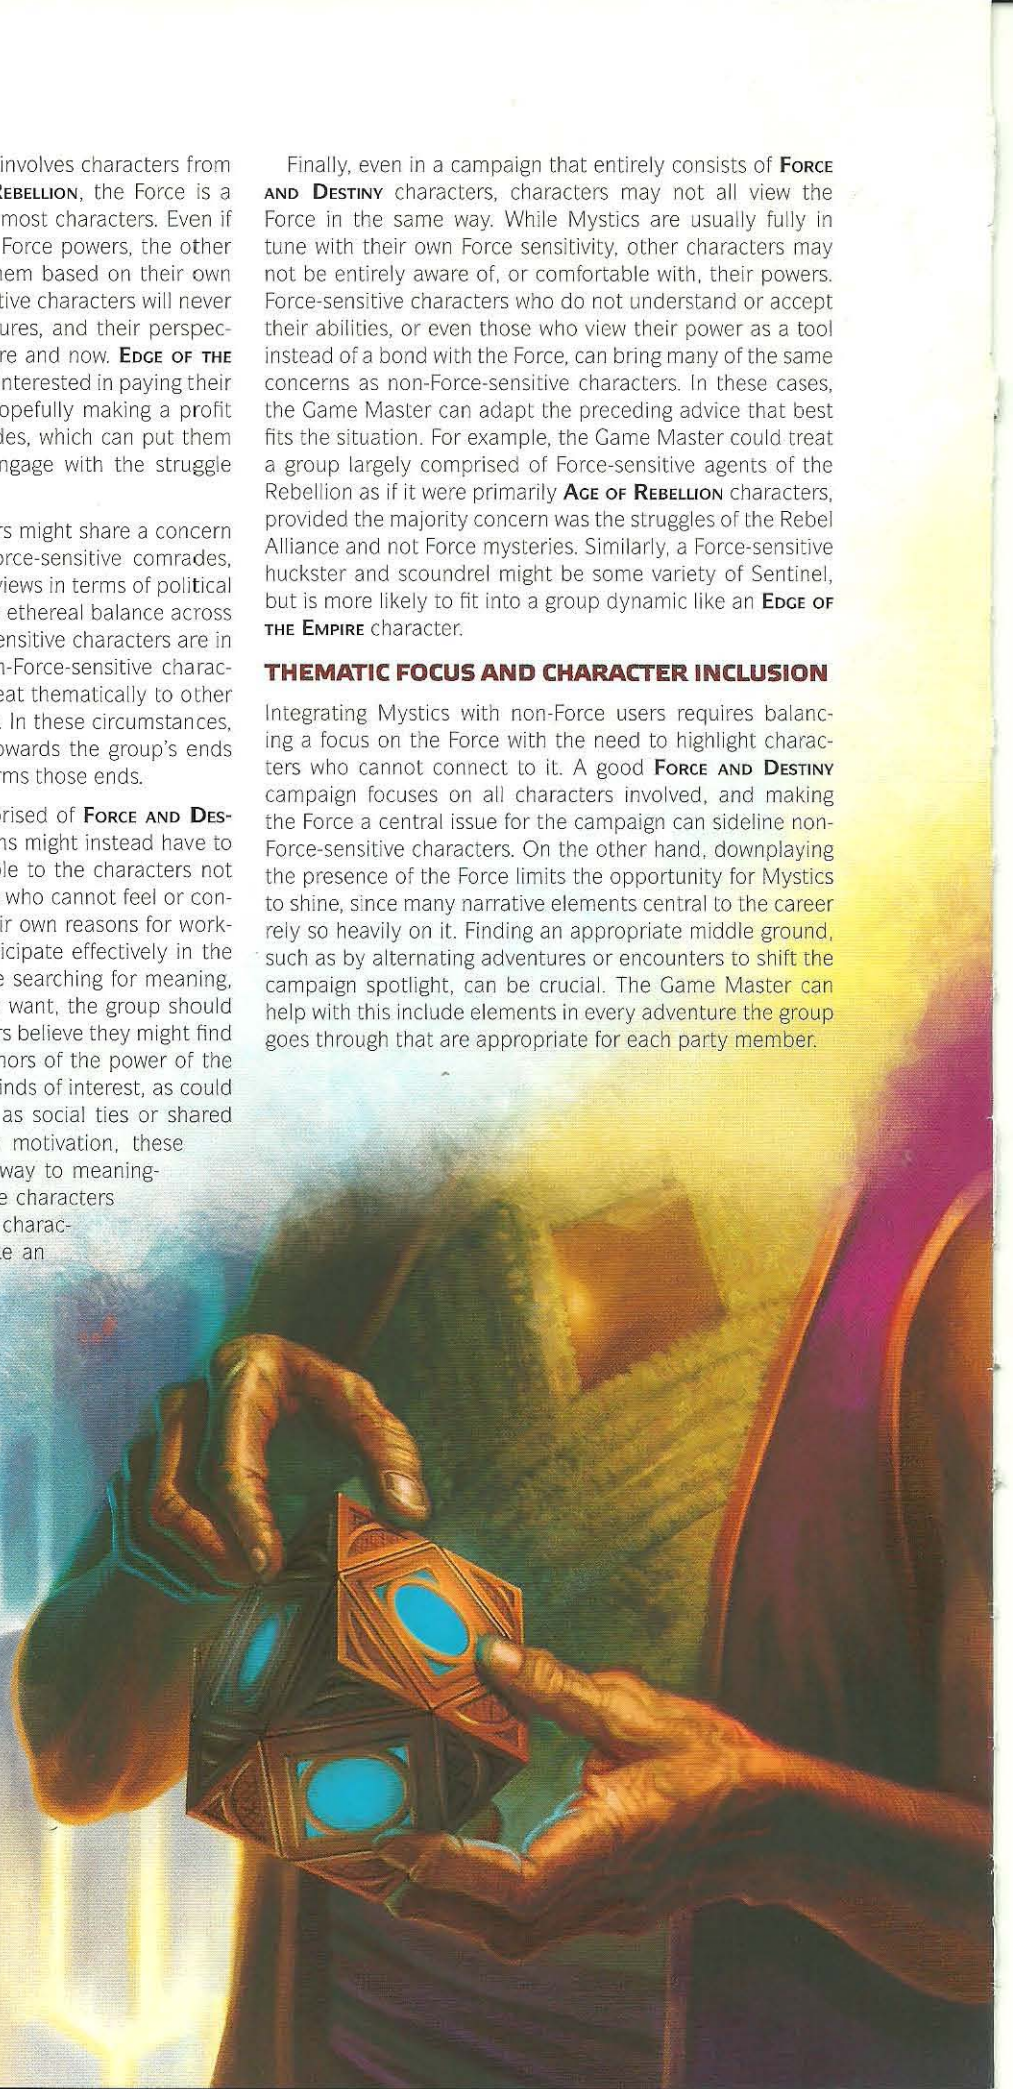 involves characters from
REBELLION, the Force is a
most characters. Even if
Force powers, the other
em based on their own
tive characters will never
ures, and their perspec-
re and now. EDGE OF THE
nterested in paying their
opefully making a profit
des, which can put them
ngage with the struggle
rs might share a concern
orce-sensitive comrades,
views in terms of political
ethereal balance across
ensitive characters are in
n-Force-sensitive charac-
eat thematically to other
. In these circumstances,
owards the group's ends
rms those ends.
prised of FORCE AND DES-
ns might instead have to
le to the characters not
who cannot feel or con-
ir own reasons for work-
icipate effectively in the
e searching for meaning,
want, the group should
rs believe they might find
mors of the power of the
inds of interest, as could
as social ties or shared
motivation, these
way to meaning-
e characters
charac-
e an
Finally, even in a campaign that entirely consists of FORCE
AND DESTINY characters, characters may not all view the
Force in the same way. While Mystics are usually fully in
tune with their own Force sensitivity, other characters may
not be entirely aware of, or comfortable with, their powers.
Force-sensitive characters who do not understand or accept
their abilities, or even those who view their power as a tool
instead of a bond with the Force, can bring many of the same
concerns as non-Force-sensitive characters. In these cases,
the Game Master can adapt the preceding advice that best
fits the situation. For example, the Game Master could treat
a group largely comprised of Force-sensitive agents of the
Rebellion as if it were primarily AGE OF REBELLION characters,
provided the majority concern was the struggles of the Rebel
Alliance and not Force mysteries. Similarly, a Force-sensitive
huckster and scoundrel might be some variety of Sentinel,
but is more likely to fit into a group dynamic like an EDGE OF
THE EMPIRE character.
THEMATIC FOCUS AND CHARACTER INCLUSION
Integrating Mystics with non-Force users requires balanc-
ing a focus on the Force with the need to highlight charac-
ters who cannot connect to it. A good FORCE AND DESTINY
campaign focuses on all characters involved, and making
the Force a central issue for the campaign can sideline non-
Force-sensitive characters. On the other hand, downplaying
the presence of the Force limits the opportunity for Mystics
to shine, since many narrative elements central to the career
rely so heavily on it. Finding an appropriate middle ground,
such as by alternating adventures or encounters to shift the
campaign spotlight, can be crucial. The Game Master can
help with this include elements in every adventure the group
goes through that are appropriate for each party member.